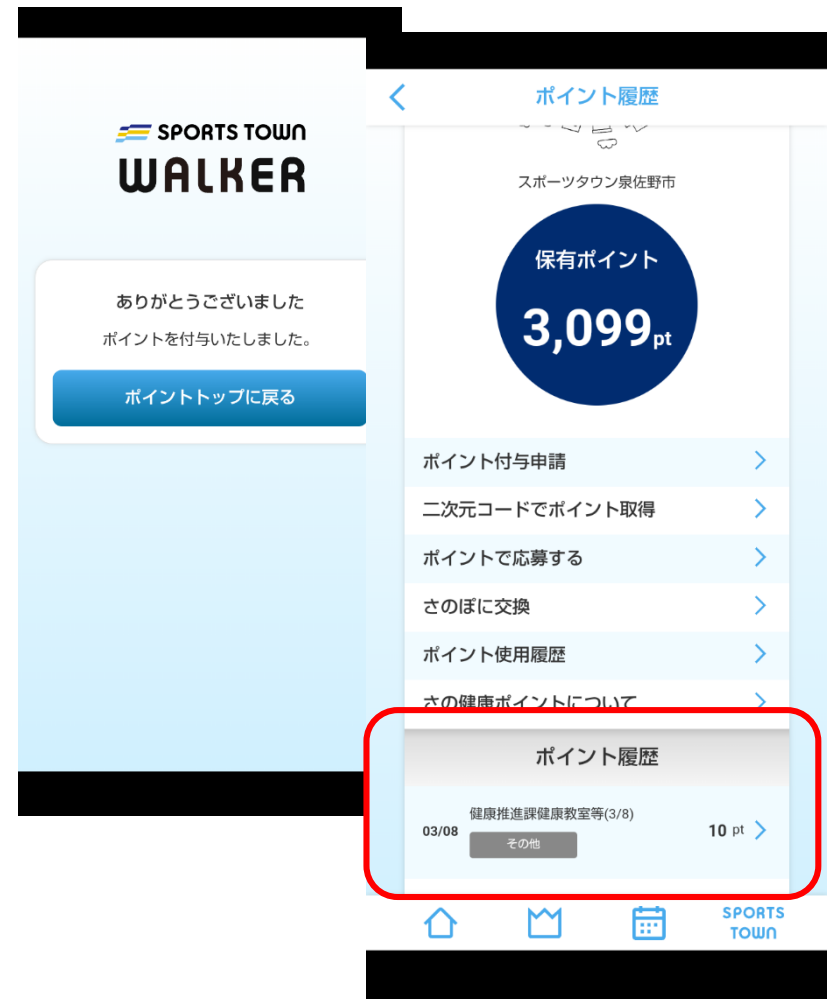 SPORTS TOWN
WALKER
ありがとうございました
ポイントを付与いたしました。
ポイントトップに戻る
ポイント履歴
スポーツタウン泉佐野市
保有ポイント
3,099pt
ポイント付与申請
二次元コードでポイント取得
ポイントで応募する
さのぽに交換
ポイント使用履歴
さの健康ポイントについて
ポイント履歴
健康推進課健康教室等(3/8)
03/08
その他
10 pt
SPORTS
TOWN